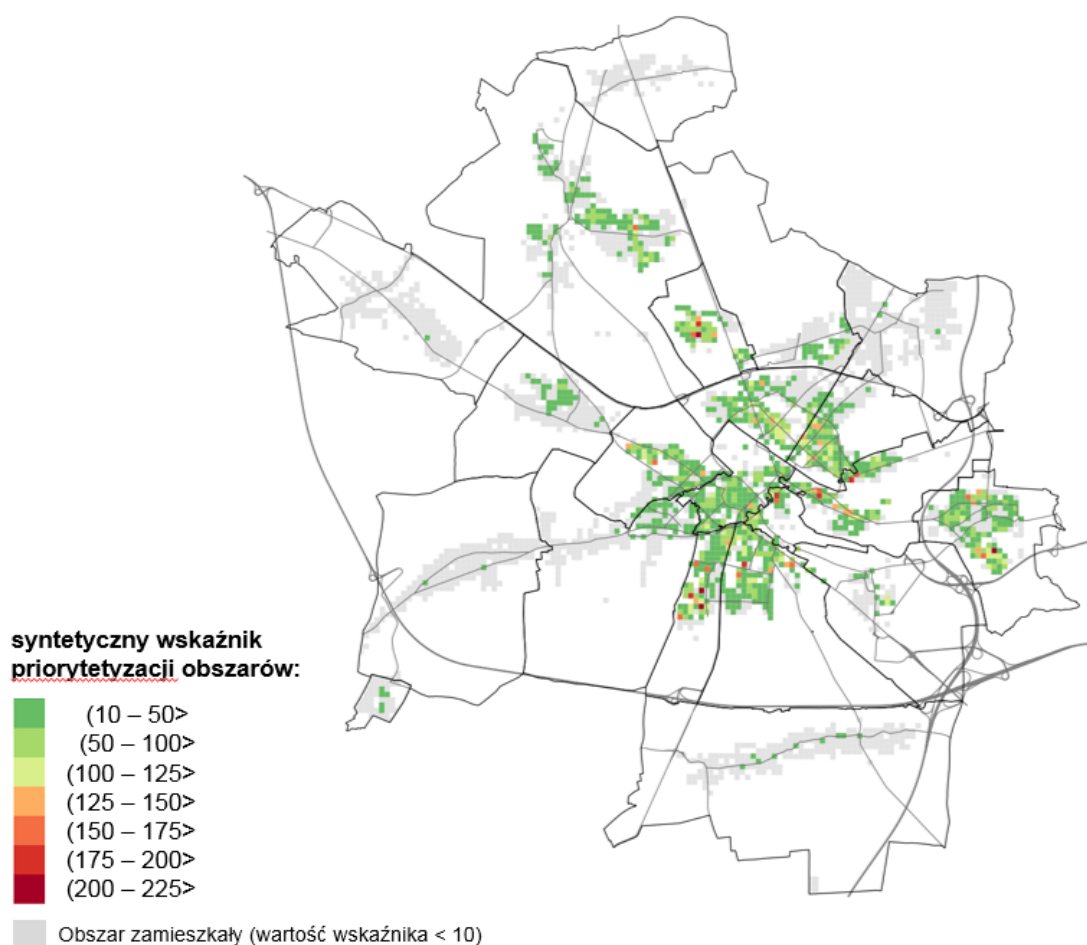 syntetyczny wskaźnik
priorytetyzacji obszarów:
(10 – 50>
(50 – 100>
(100 – 125>
(125 – 150>
(150 – 175>
(175 – 200>
(200 – 225>
Obszar zamieszkały (wartość wskaźnika < 10)